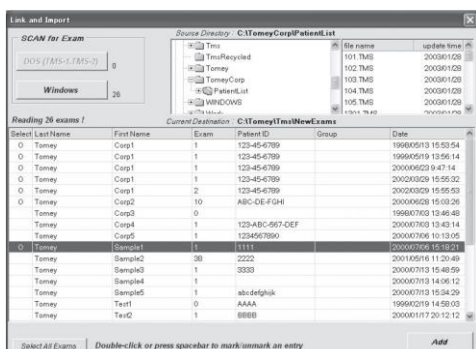 Link and Import
SCAN for Exam
DOS (TMS-1,TMS-2) 0
Windows 26
Reading 26 exams !
Source Directory : C:\TomeyCorp\PatientList
Tms
TmsRecycled
Tomey
TomeyCorp
PatientList
WINDOWS
file name update time
101.TMS 2003/01/28
102.TMS 2003/01/28
103.TMS 2003/01/28
104.TMS 2003/01/28
105.TMS 2003/01/28
1201.TMS 2003/01/28
Current Destination : C:\Tomey\Tms\NewExams
Select Last Name First Name Exam Patient ID Group Date
O Tomey Corp1 1 123-45-6789 1998/05/13 15:53:54
O Tomey Corp1 1 123-45-6789 1999/05/19 13:56:14
O Tomey Corp1 1 123-45-6789 2000/06/23 9:47:14
O Tomey Corp1 1 123-45-6789 2002/03/29 15:55:32
O Tomey Corp1 2 123-45-6789 2002/03/29 15:55:53
O Tomey Corp2 10 ABC-DE-FGHI 2000/06/28 15:03:26
Tomey Corp3 0 1998/07/03 13:46:48
Tomey Corp4 1 123-ABC-567-DEF 2000/07/03 13:43:14
Tomey Corp5 1 1234567890 2000/07/06 10:13:05
O Tomey Sample1 1 1111 2000/07/06 15:18:21
Tomey Sample2 38 2222 2001/05/16 11:20:49
Tomey Sample3 1 3333 2000/07/13 15:48:59
Tomey Sample4 1 2000/07/13 14:06:12
Tomey Sample5 1 abcdefghijk 2000/07/13 15:34:29
Tomey Test1 0 AAAA 1999/02/19 14:58:03
Tomey Test2 1 BBBB 2000/01/17 20:12:12
Select All Exams Double-click or press spacebar to mark/unmark an entry Add